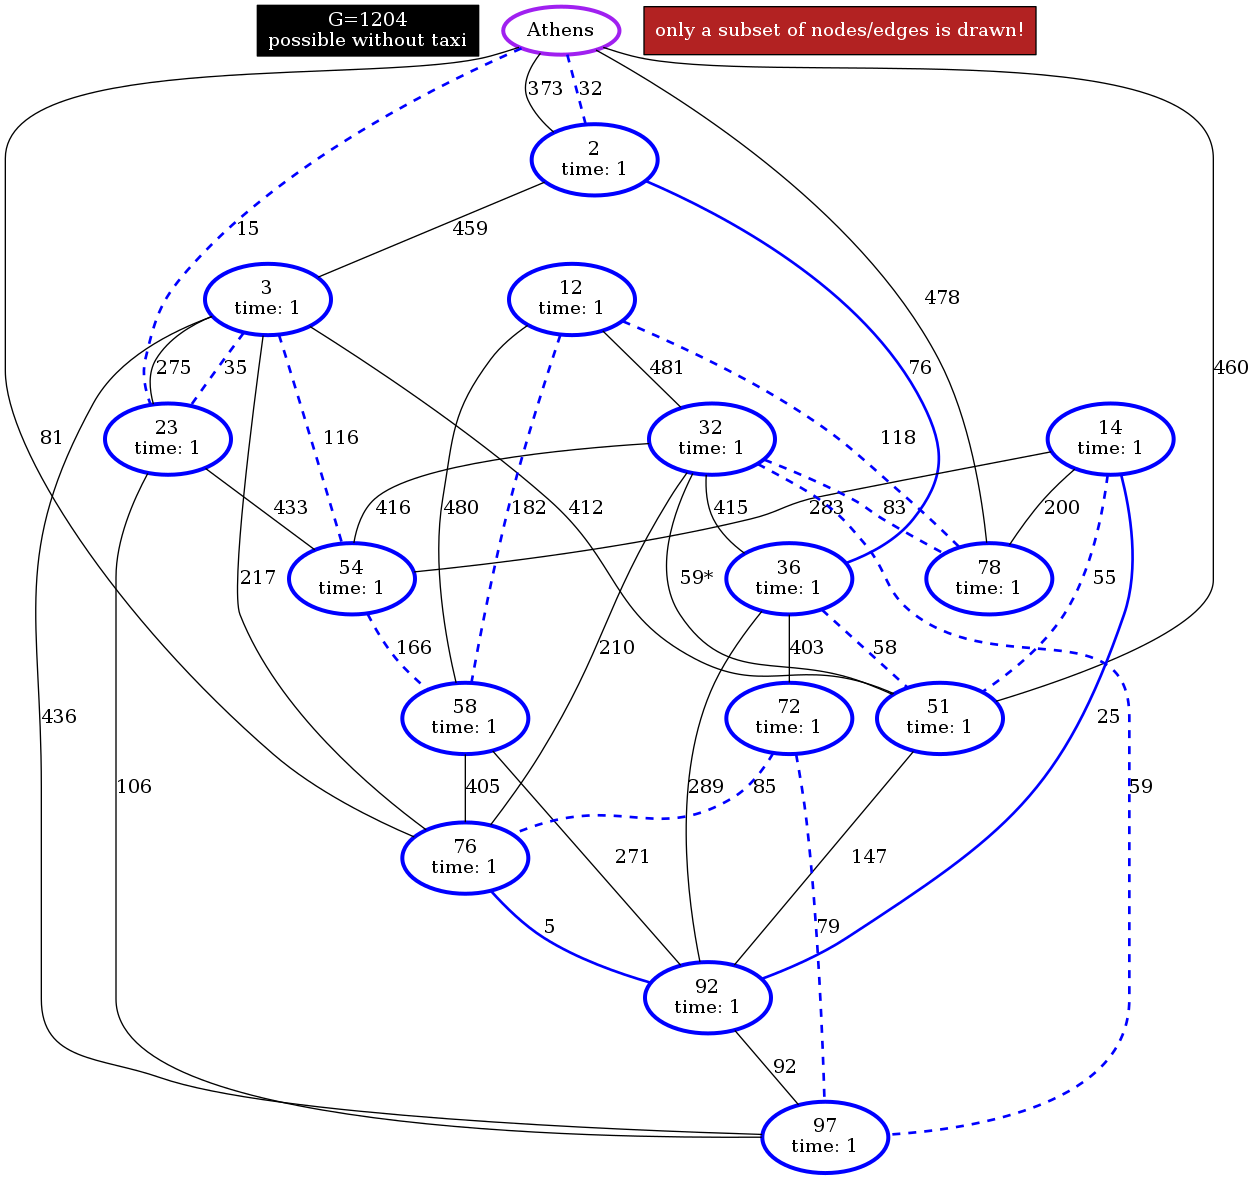 G=1204
possible without taxi
Athens
only a subset of nodes/edges is drawn!
373
32
2
time: 1
15
459
3
time: 1
12
time: 1
478
275
35
481
76
460
23
time: 1
81
116
32
time: 1
118
14
time: 1
433
416
480
182
412
415
283
83
200
54
time: 1
217
59*
36
time: 1
78
time: 1
55
166
210
403
58
436
58
time: 1
72
time: 1
51
time: 1
25
106
405
289
85
59
76
time: 1
271
147
5
79
92
time: 1
92
97
time: 1